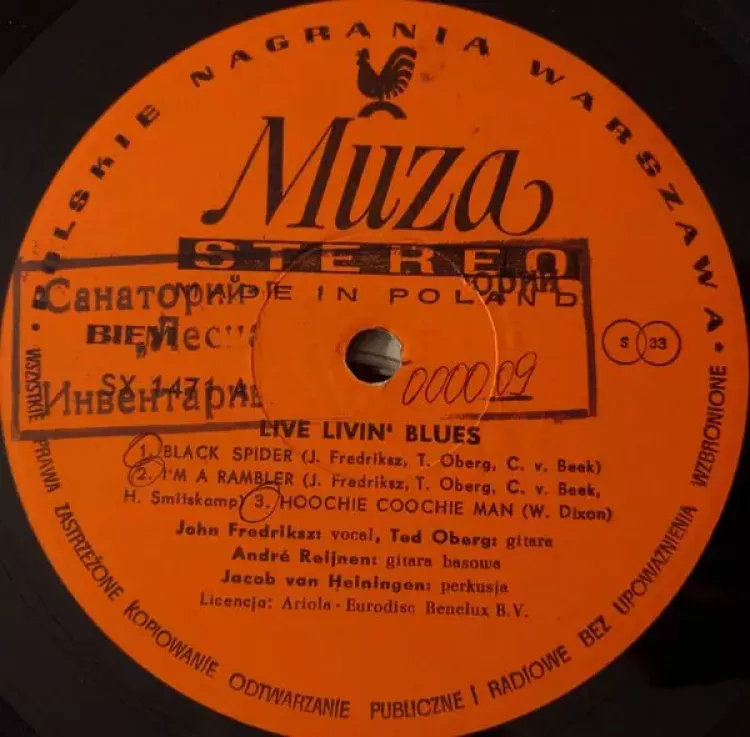 POLSKIE NAGRANIA WARSZAWA
Muza
STEREO
MADE IN POLAND
Санаторий
BIEM
SX 1471 A
Инвентарн
000009
S 33
LIVE LIVIN' BLUES
1. BLACK SPIDER (J. Fredriksz, T. Oberg, C. v. Beek)
2. I'M A RAMBLER (J. Fredriksz, T. Oberg, C. v. Beek,
H. Smitskamp) 3. HOOCHIE COOCHIE MAN (W. Dixon)
John Fredriksz: vocal, Ted Oberg: gitara
André Reijnen: gitara basowa
Jacob van Heiningen: perkusja
Licencja: Ariola - Eurodisc Benelux B.V.
WSZYSTKIE PRAWA ZASTRZEŻONE KOPIOWANIE ODTWARZANIE PUBLICZNE I RADIOWE BEZ UPOWAŻNIENIA WZBRONIONE